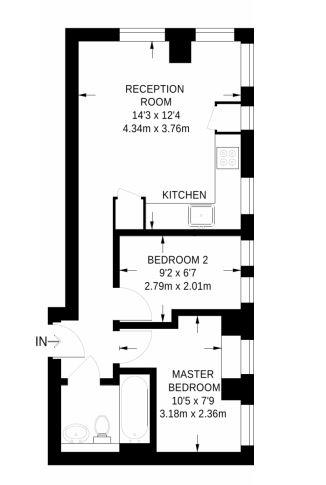 RECEPTION
ROOM
14'3 x 12'4
4.34m x 3.76m
KITCHEN
BEDROOM 2
9'2 x 6'7
2.79m x 2.01m
IN
MASTER
BEDROOM
10'5 x 7'9
3.18m x 2.36m